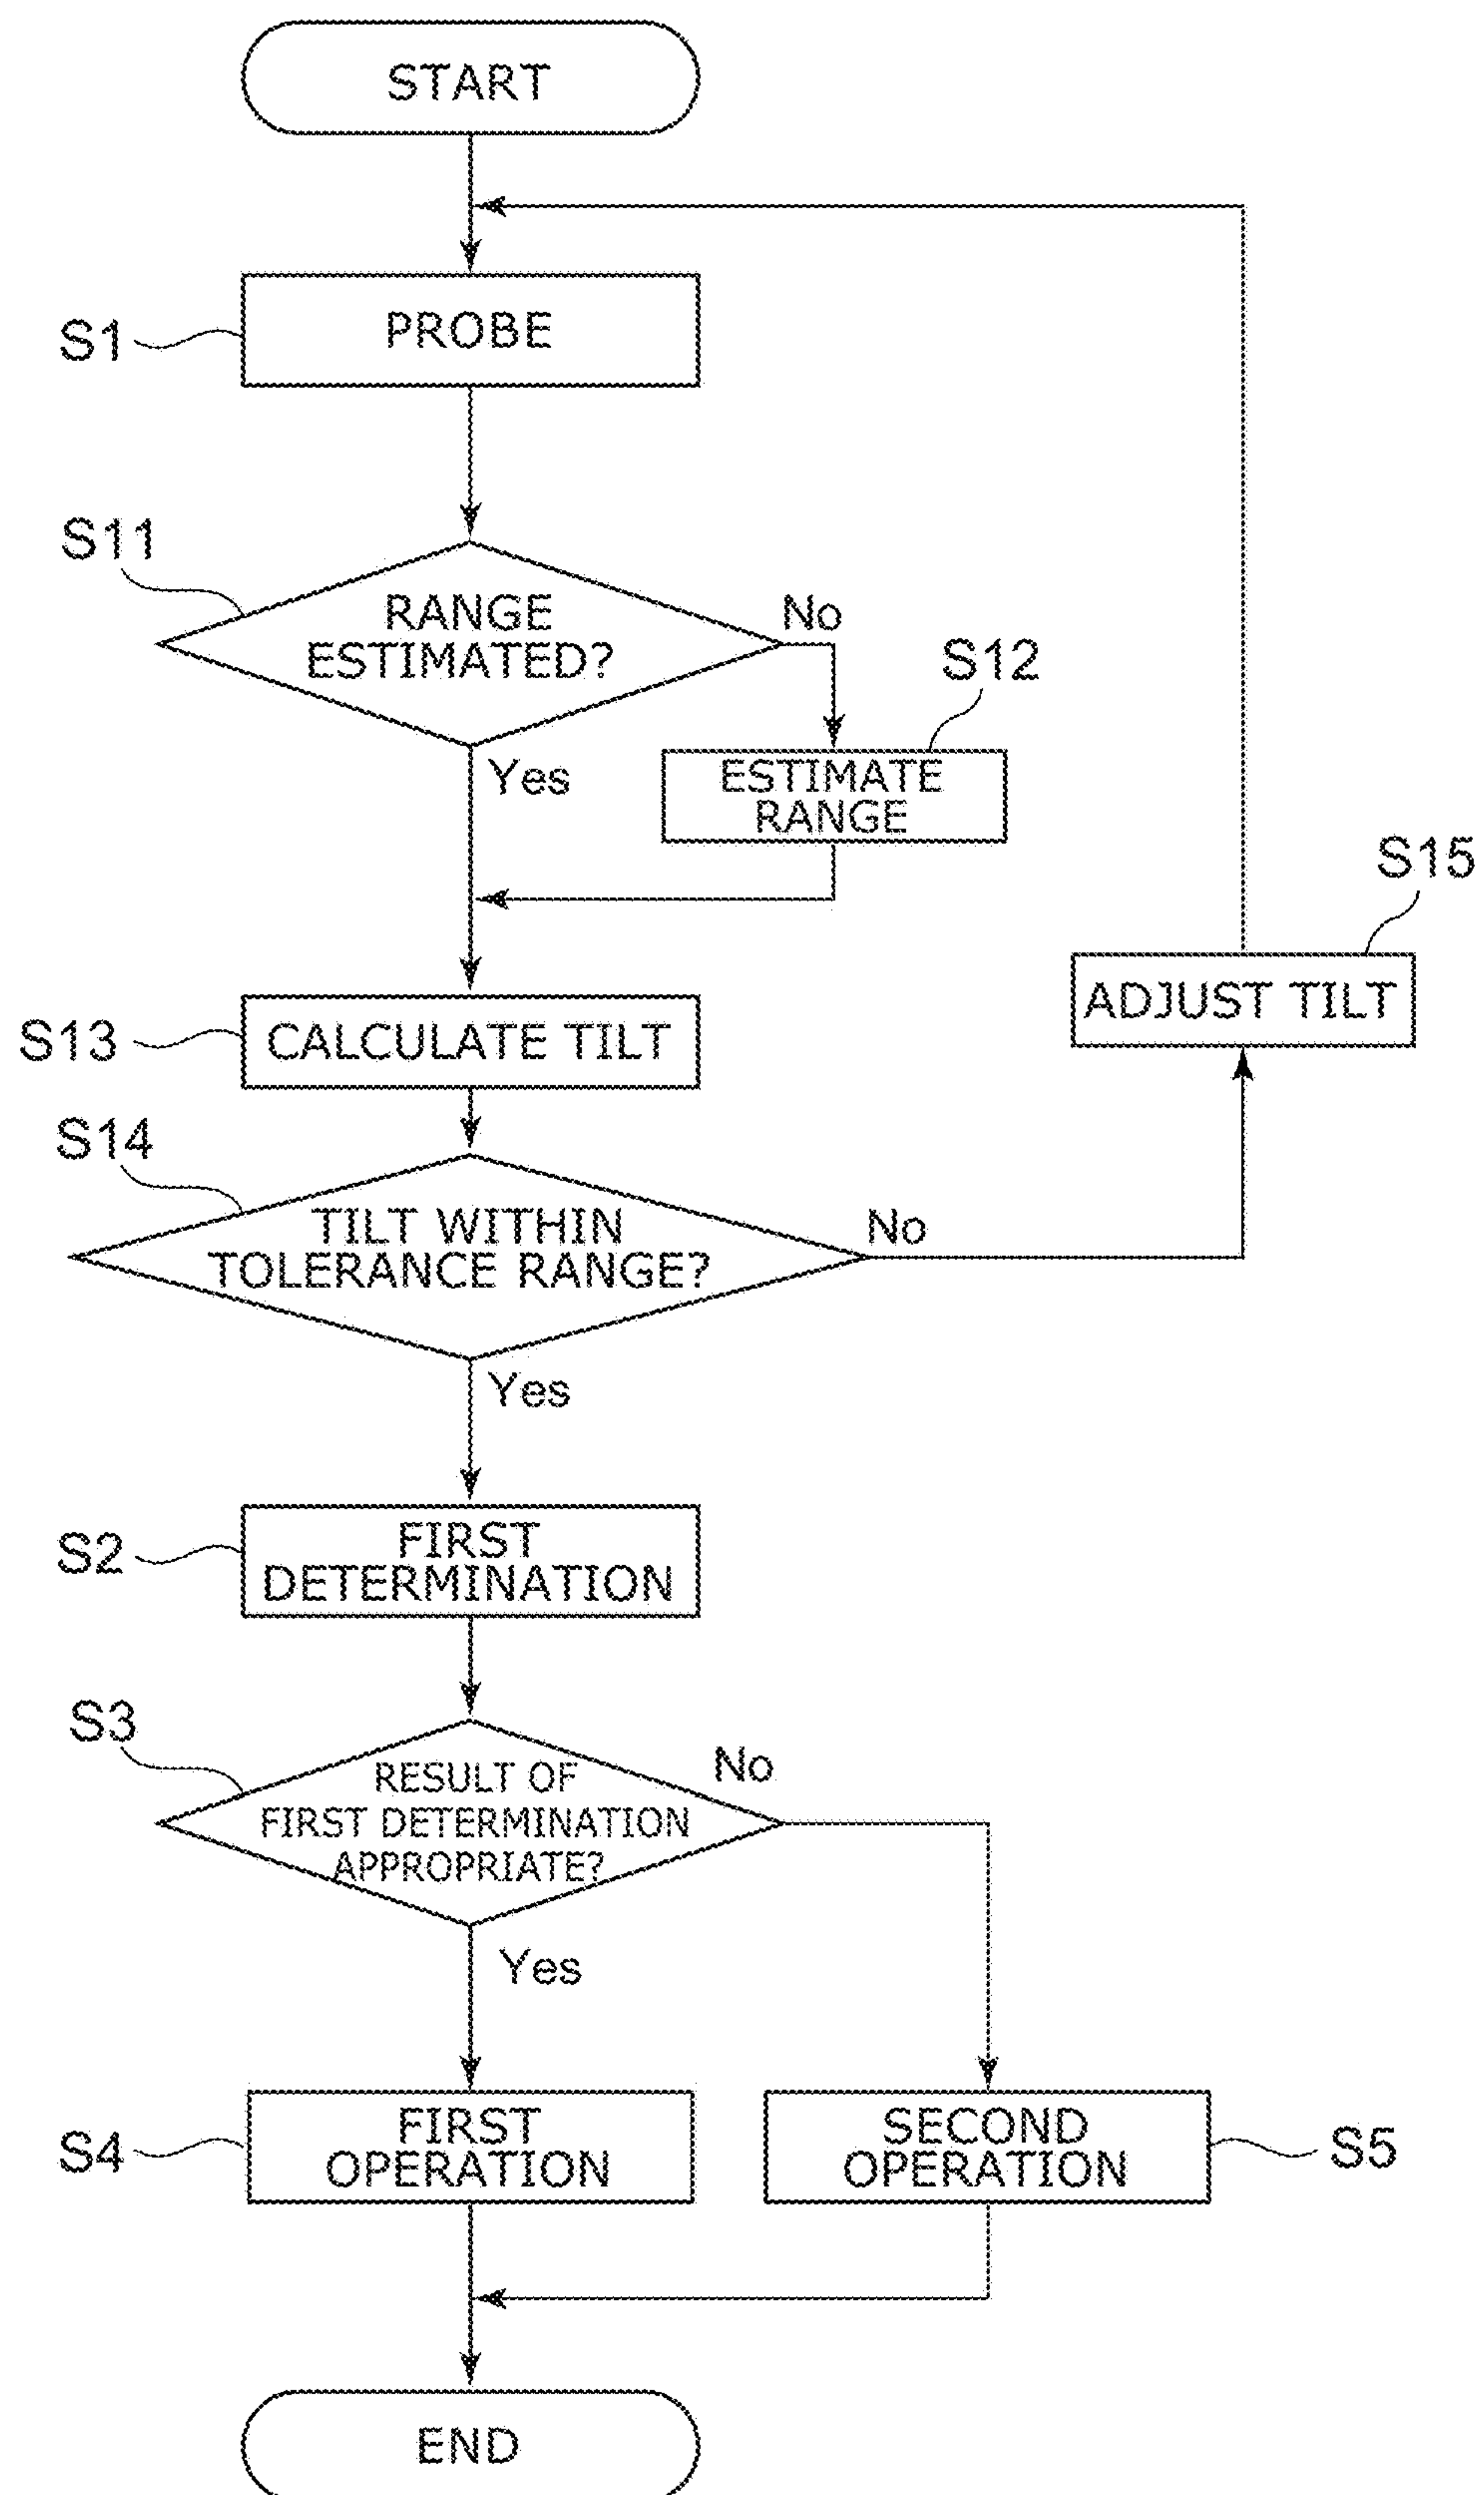 START
S1
PROBE
S11
RANGE
ESTIMATED?
No
S12
Yes
ESTIMATE
RANGE
S15
ADJUST TILT
S13
CALCULATE TILT
S14
TILT WITHIN
TOLERANCE RANGE?
No
Yes
S2
FIRST
DETERMINATION
S3
RESULT OF
FIRST DETERMINATION
APPROPRIATE?
No
Yes
S4
FIRST
OPERATION
SECOND
OPERATION
S5
END